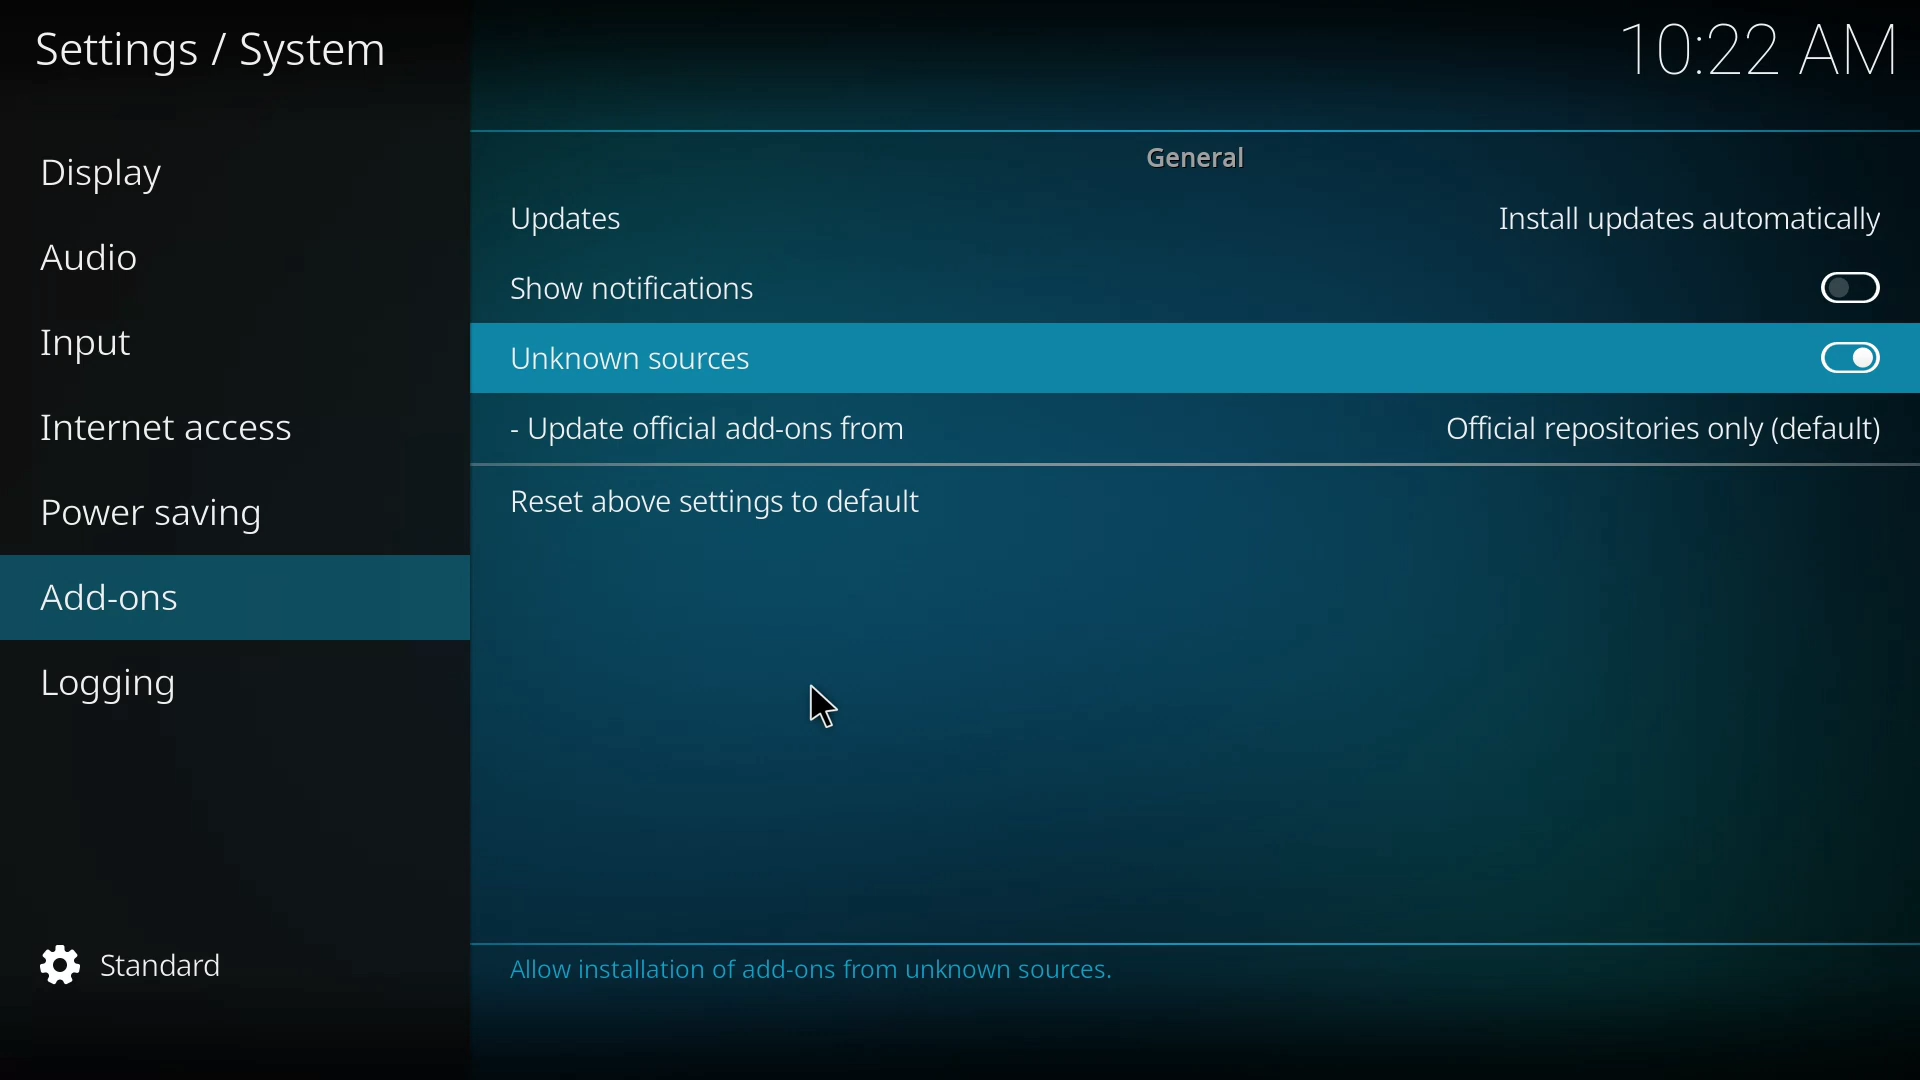 Settings / System
10:22 AM
Display
Audio
Input
Internet access
Power saving
Add-ons
Logging
Standard
General
Updates Install updates automatically
Show notifications
Unknown sources
- Update official add-ons from Official repositories only (default)
Reset above settings to default
Allow installation of add-ons from unknown sources.